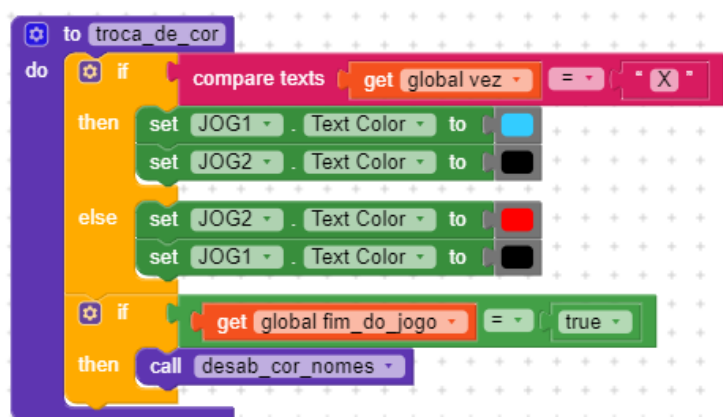 to troca_de_cor
do if compare texts get global vez = " X "
then set JOG1 . Text Color to
set JOG2 . Text Color to
else set JOG2 . Text Color to
set JOG1 . Text Color to
if get global fim_do_jogo = true
then call desab_cor_nomes